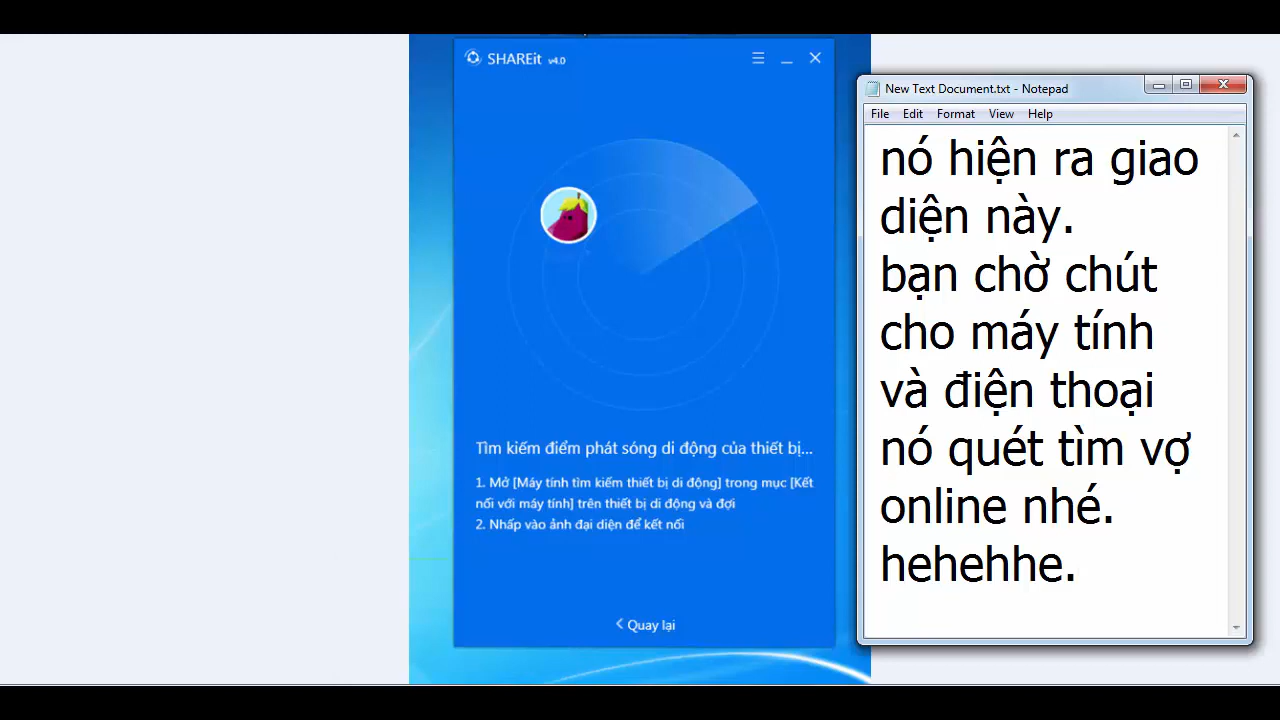 SHAREit v4.0
Tìm kiếm điểm phát sóng di động của thiết bị...
1. Mở [Máy tính tìm kiếm thiết bị di động] trong mục [Kết
nối với máy tính] trên thiết bị di động và đợi
2. Nhấp vào ảnh đại diện để kết nối
Quay lại
New Text Document.txt - Notepad
File Edit Format View Help
nó hiện ra giao
diện này.
bạn chờ chút
cho máy tính
và điện thoại
nó quét tìm vợ
online nhé.
hehehhe.